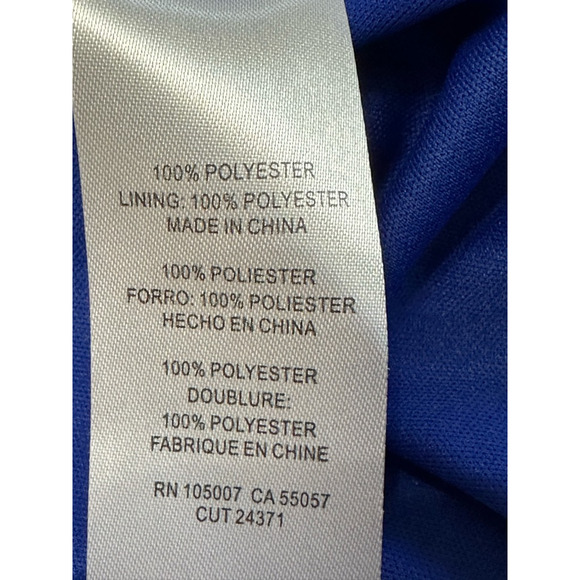 100% POLYESTER
LINING: 100% POLYESTER
MADE IN CHINA
100% POLIESTER
FORRO: 100% POLIESTER
HECHO EN CHINA
100% POLYESTER
DOUBLURE:
100% POLYESTER
FABRIQUE EN CHINE
RN 105007 CA 55057
CUT 24371